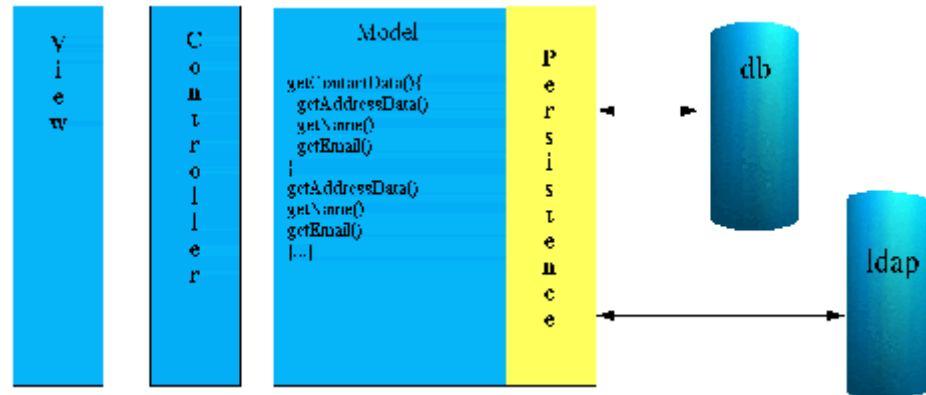 View
Controller
Model
getContactData(){
getAddressData()
getName()
getEmail()
}
getAddressData()
getName()
getEmail()
[...]
Persistence
db
ldap